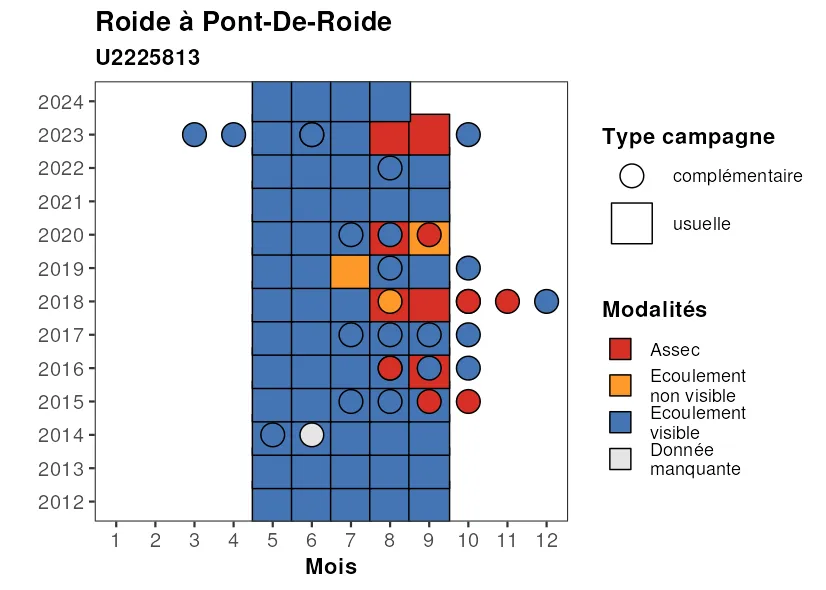 Roide à Pont-De-Roide
U2225813
2024
2023
2022
2021
2020
2019
2018
2017
2016
2015
2014
2013
2012
1 2 3 4 5 6 7 8 9 10 11 12
Mois
Type campagne
complémentaire
usuelle
Modalités
Assec
Ecoulement
non visible
Ecoulement
visible
Donnée
manquante